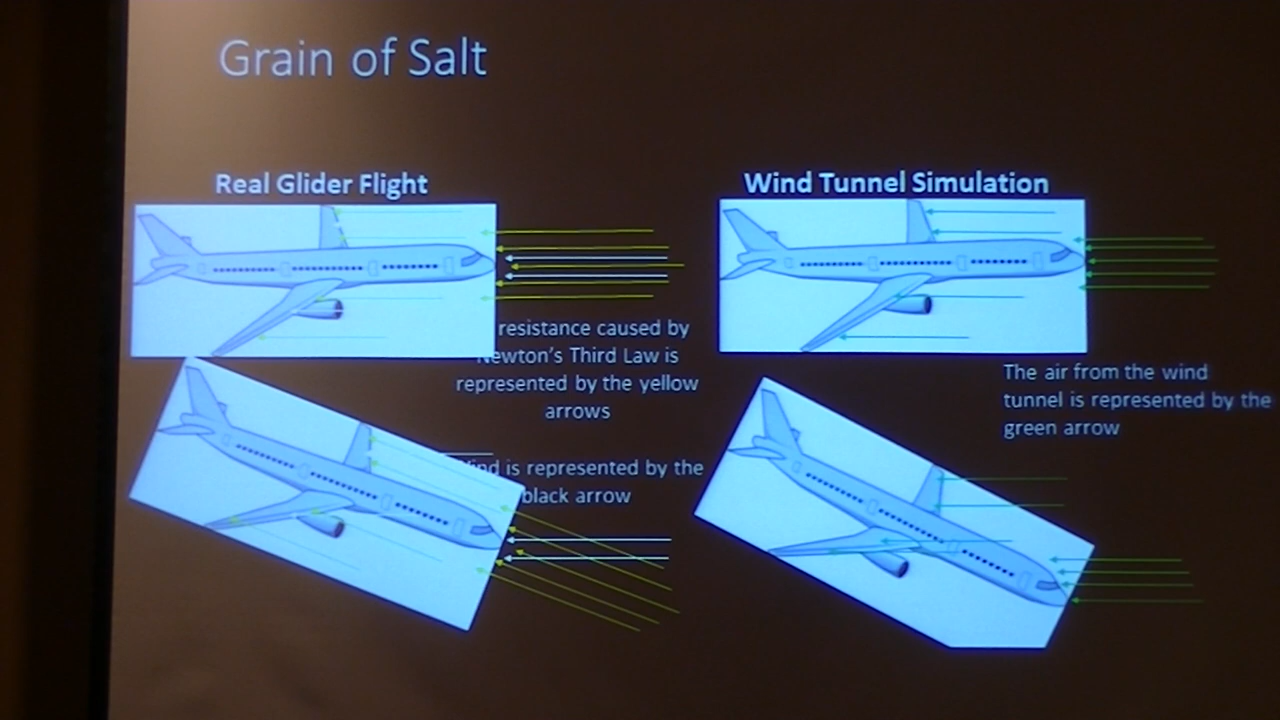 Grain of Salt
Real Glider Flight
Wind Tunnel Simulation
resistance caused by
Newton's Third Law is
represented by the yellow
arrows
is represented by the
black arrow
The air from the wind
tunnel is represented by the
green arrow